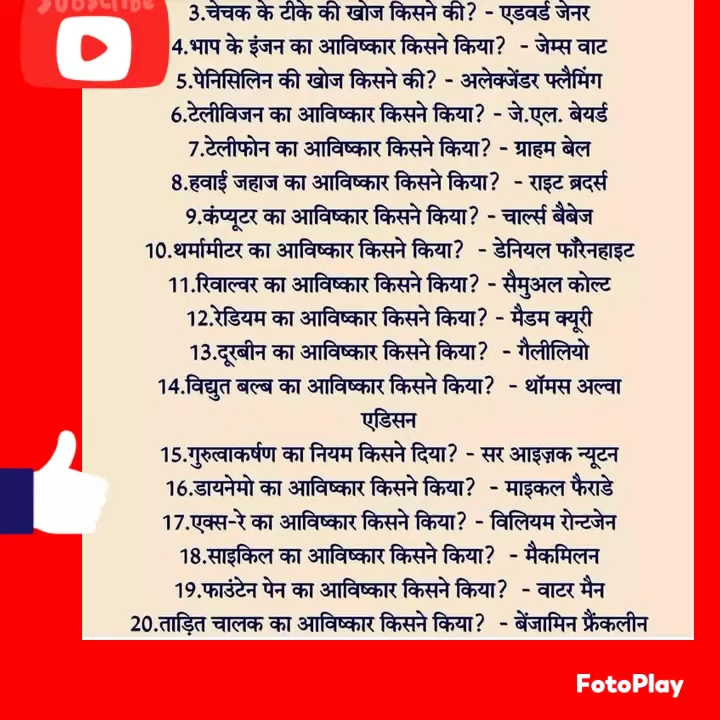 SUBSCRIBE
3.चेचक के टीके की खोज किसने की? - एडवर्ड जेनर
4.भाप के इंजन का आविष्कार किसने किया? - जेम्स वाट
5.पेनिसिलिन की खोज किसने की? - अलेक्जेंडर फ्लैमिंग
6.टेलीविजन का आविष्कार किसने किया? - जे.एल. बेयर्ड
7.टेलीफोन का आविष्कार किसने किया? - ग्राहम बेल
8.हवाई जहाज का आविष्कार किसने किया? - राइट ब्रदर्स
9.कंप्यूटर का आविष्कार किसने किया? - चार्ल्स बैबेज
10.थर्मामीटर का आविष्कार किसने किया? - डेनियल फॉरेनहाइट
11.रिवाल्वर का आविष्कार किसने किया? - सैमुअल कोल्ट
12.रेडियम का आविष्कार किसने किया? - मैडम क्यूरी
13.दूरबीन का आविष्कार किसने किया? - गैलीलियो
14.विद्युत बल्ब का आविष्कार किसने किया? - थॉमस अल्वा
एडिसन
15.गुरुत्वाकर्षण का नियम किसने दिया? - सर आइज़क न्यूटन
16.डायनेमो का आविष्कार किसने किया? - माइकल फैराडे
17.एक्स-रे का आविष्कार किसने किया? - विलियम रोन्टजेन
18.साइकिल का आविष्कार किसने किया? - मैकमिलन
19.फाउंटेन पेन का आविष्कार किसने किया? - वाटर मैन
20.ताड़ित चालक का आविष्कार किसने किया? - बेंजामिन फ्रैंकलीन
FotoPlay